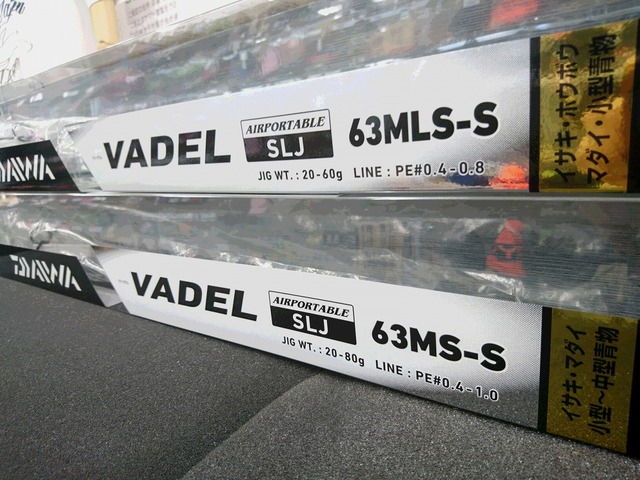 DAIWA
VADEL
AIRPORTABLE
SLJ
63MLS-S
JIG WT. : 20-60g LINE : PE#0.4-0.8
イサキ・ホウボウ
マダイ・小型青物
DAIWA
VADEL
AIRPORTABLE
SLJ
63MS-S
JIG WT. : 20-80g LINE : PE#0.4-1.0
イサキ・マダイ
小型~中型青物